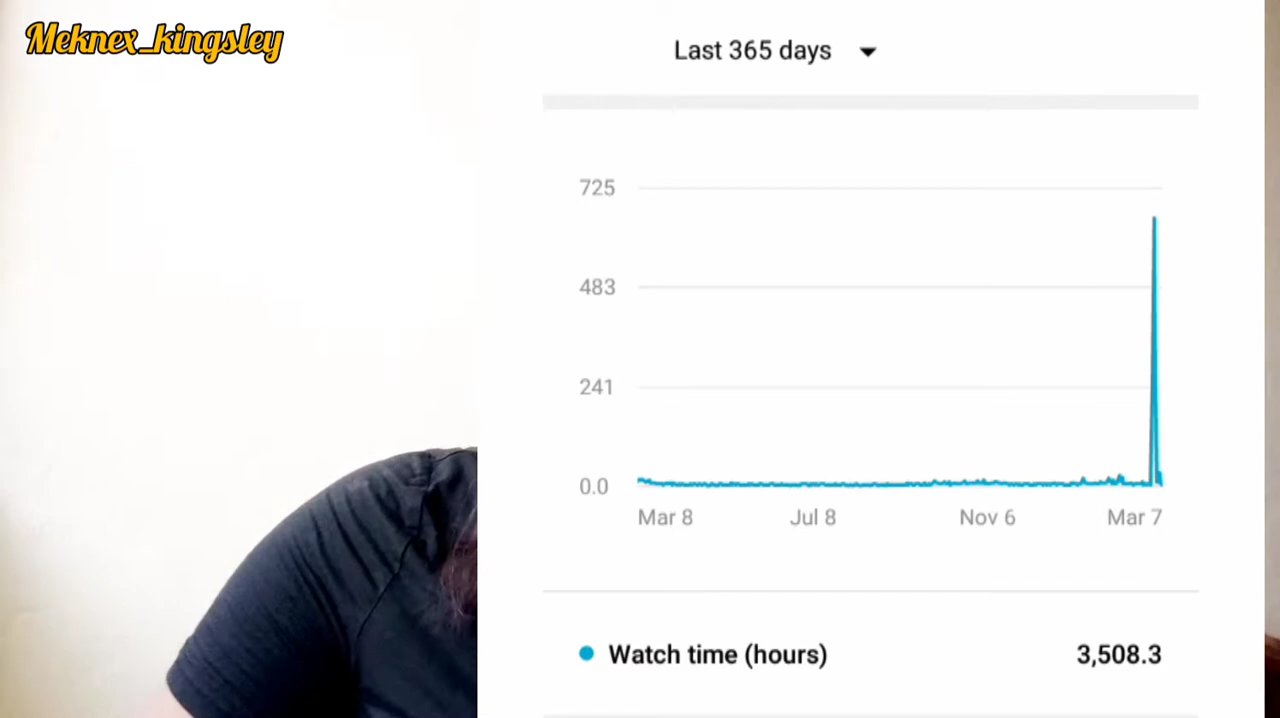 Meknex_kingsley
Last 365 days
725
483
241
0.0
Mar 8 Jul 8 Nov 6 Mar 7
Watch time (hours) 3,508.3